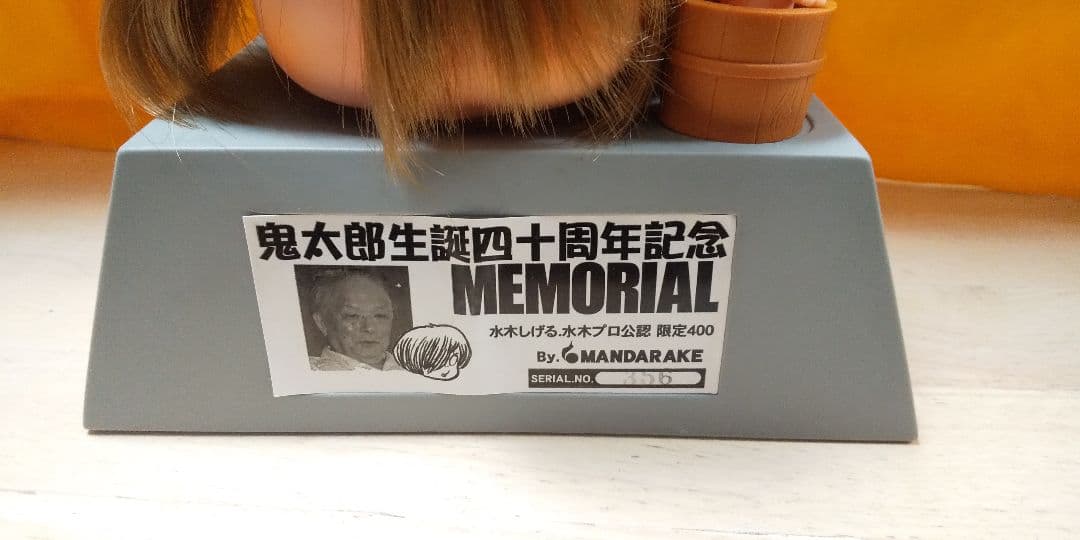 鬼太郎生誕四十周年記念
MEMORIAL
水木しげる.水木プロ公認 限定400
By. MANDARAKE
SERIAL.NO. 356